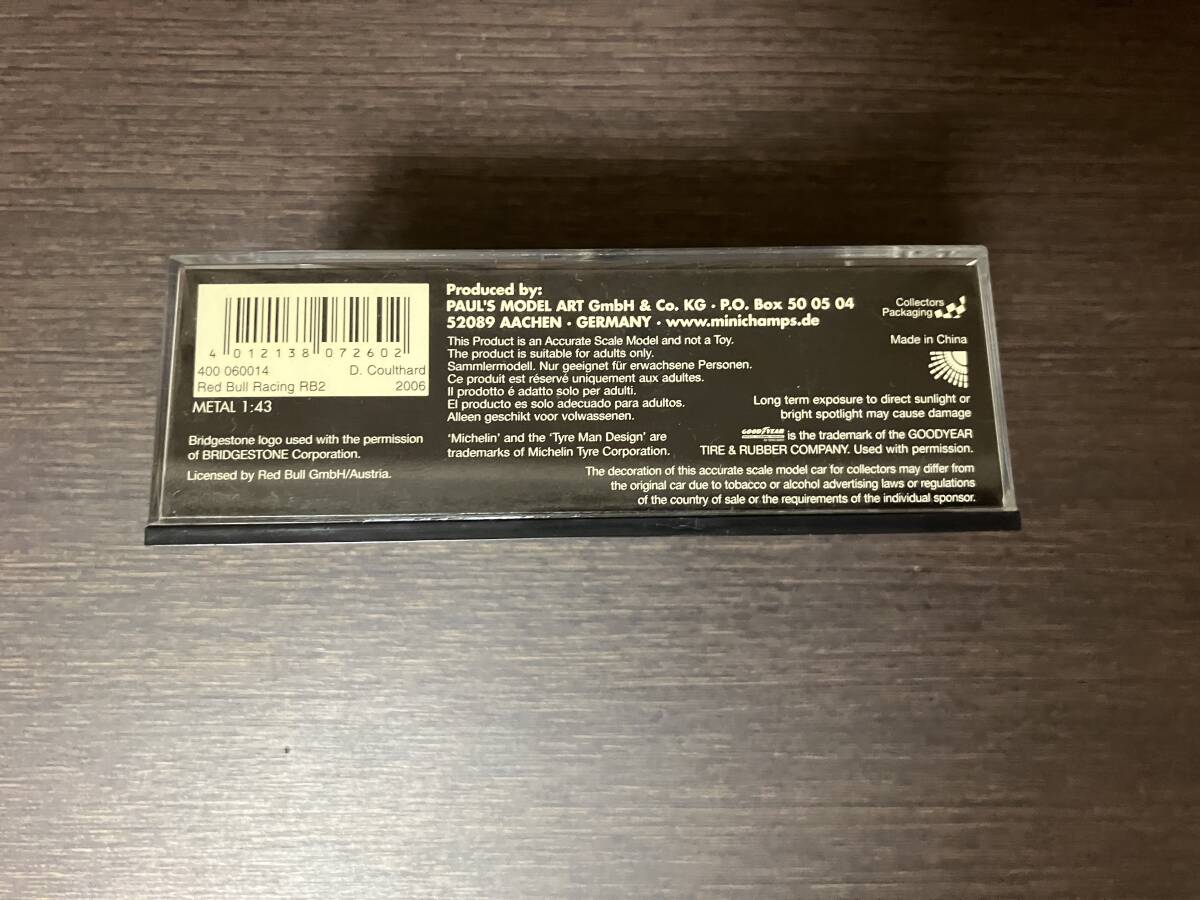 4 012138 072602
400 060014 D. Coulthard
Red Bull Racing RB2 2006
METAL 1:43
Bridgestone logo used with the permission
of BRIDGESTONE Corporation.
Licensed by Red Bull GmbH/Austria.
Produced by:
PAUL'S MODEL ART GmbH & Co. KG · P.O. Box 50 05 04
52089 AACHEN · GERMANY · www.minichamps.de
This Product is an Accurate Scale Model and not a Toy.
The product is suitable for adults only.
Sammlermodell. Nur geeignet für erwachsene Personen.
Ce produit est réservé uniquement aux adultes.
Il prodotto é adatto solo per adulti.
El producto es solo adecuado para adultos.
Alleen geschikt voor volwassenen.
'Michelin' and the 'Tyre Man Design' are
trademarks of Michelin Tyre Corporation.
Collectors
Packaging
Made in China
Long term exposure to direct sunlight or
bright spotlight may cause damage
GOODYEAR is the trademark of the GOODYEAR
TIRE & RUBBER COMPANY. Used with permission.
The decoration of this accurate scale model car for collectors may differ from
the original car due to tobacco or alcohol advertising laws or regulations
of the country of sale or the requirements of the individual sponsor.